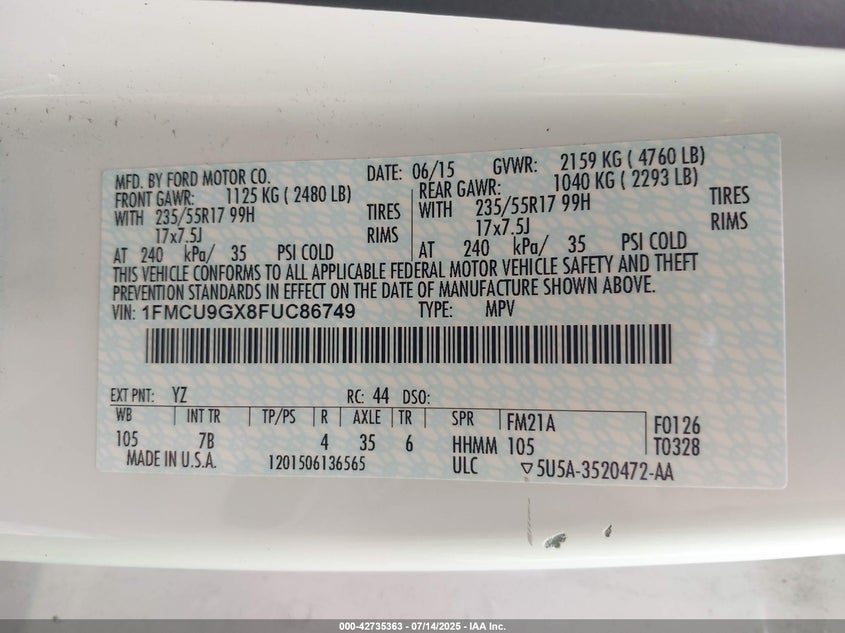 MFD. BY FORD MOTOR CO. DATE: 06/15 GVWR: 2159 KG ( 4760 LB)
FRONT GAWR: 1125 KG ( 2480 LB) REAR GAWR: 1040 KG ( 2293 LB)
WITH 235/55R17 99H TIRES WITH 235/55R17 99H TIRES
17x7.5J RIMS 17x7.5J RIMS
AT 240 kPa/ 35 PSI COLD AT 240 kPa/ 35 PSI COLD
THIS VEHICLE CONFORMS TO ALL APPLICABLE FEDERAL MOTOR VEHICLE SAFETY AND THEFT
PREVENTION STANDARDS IN EFFECT ON THE DATE OF MANUFACTURE SHOWN ABOVE.
VIN: 1FMCU9GX8FUC86749 TYPE: MPV
EXT PNT: YZ RC: 44 DSO:
WB INT TR TP/PS R AXLE TR SPR FM21A F0126
105 7B 4 35 6 HHMM 105 T0328
MADE IN U.S.A. 1201506136565 ULC ▽5U5A-3520472-AA
000-42735363 - 07/14/2025 - IAA Inc.